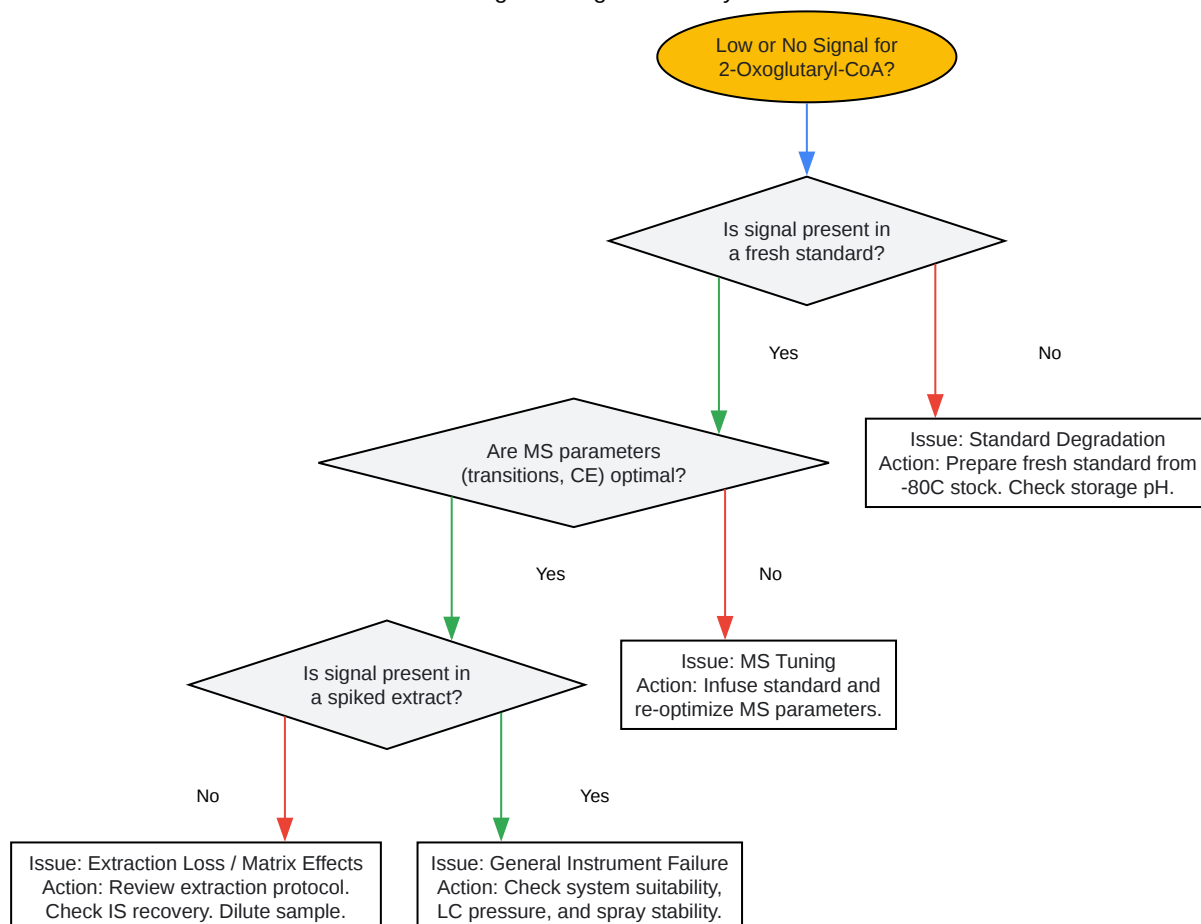 Low or No Signal for
2-Oxoglutaryl-CoA?
Is signal present in
a fresh standard?
Yes
No
Are MS parameters
(transitions, CE) optimal?
Issue: Standard Degradation
Action: Prepare fresh standard from
-80C stock. Check storage pH.
Yes
No
Is signal present in
a spiked extract?
Issue: MS Tuning
Action: Infuse standard and
re-optimize MS parameters.
No
Yes
Issue: Extraction Loss / Matrix Effects
Action: Review extraction protocol.
Check IS recovery. Dilute sample.
Issue: General Instrument Failure
Action: Check system suitability,
LC pressure, and spray stability.